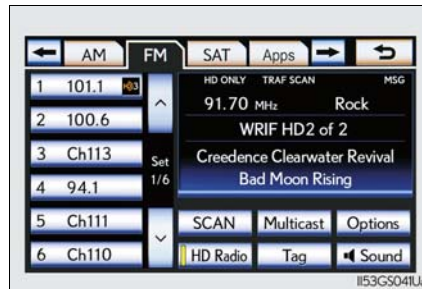 AM FM SAT Apps
1 101.1
2 100.6
3 Ch113
4 94.1
5 Ch111
6 Ch110
Set
1/6
HD ONLY TRAF SCAN MSG
91.70 MHz Rock
WRIF HD2 of 2
Creedence Clearwater Revival
Bad Moon Rising
SCAN Multicast Options
HD Radio Tag Sound
II53GS041U